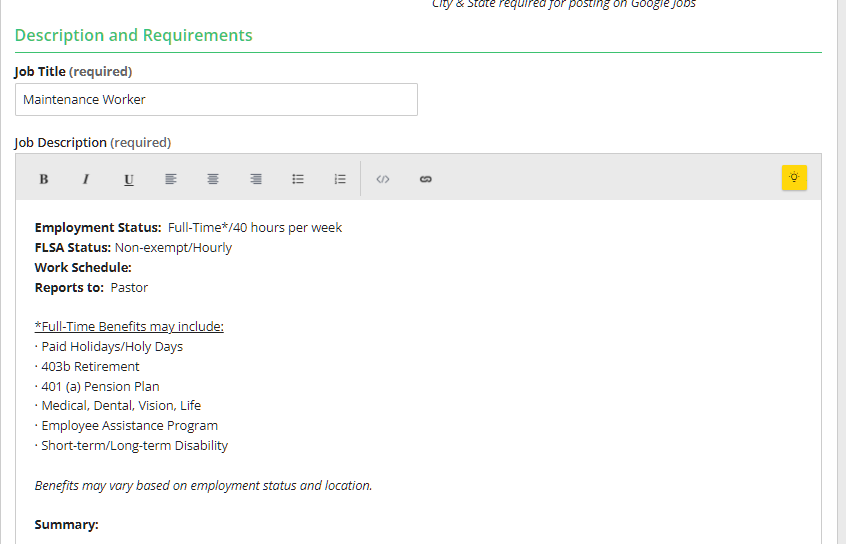 City & State required for posting on Google Jobs
Description and Requirements
Job Title (required)
Maintenance Worker
Job Description (required)
B I U </>
Employment Status: Full-Time*/40 hours per week
FLSA Status: Non-exempt/Hourly
Work Schedule:
Reports to: Pastor
*Full-Time Benefits may include:
· Paid Holidays/Holy Days
· 403b Retirement
· 401 (a) Pension Plan
· Medical, Dental, Vision, Life
· Employee Assistance Program
· Short-term/Long-term Disability
Benefits may vary based on employment status and location.
Summary: